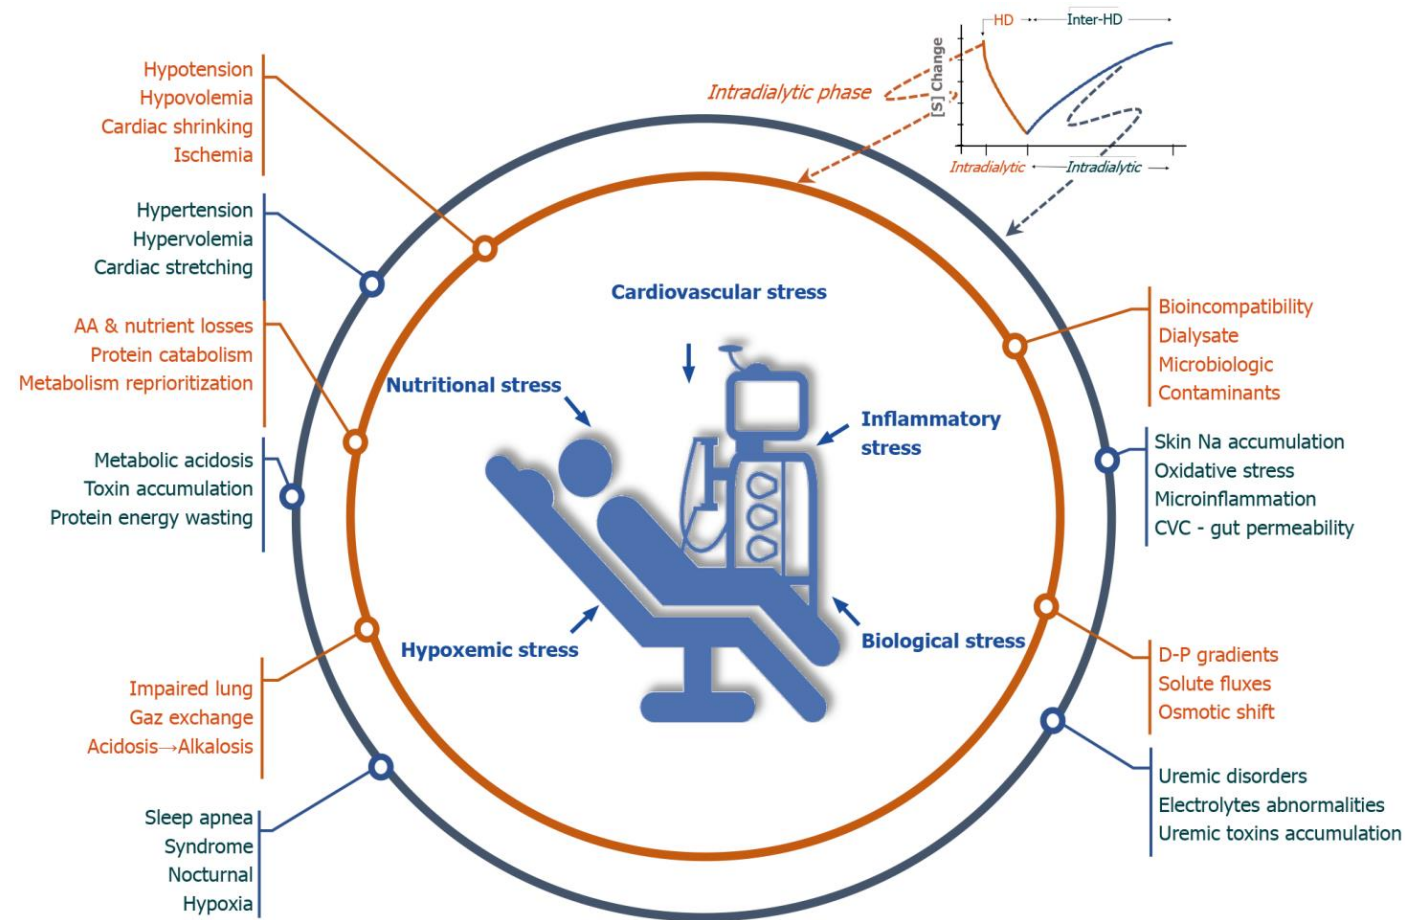 HD
Inter-HD
[S] Change
Intradialytic phase
Intradialytic
Intradialytic
Hypotension
Hypovolemia
Cardiac shrinking
Ischemia
Hypertension
Hypervolemia
Cardiac stretching
AA & nutrient losses
Protein catabolism
Metabolism reprioritization
Metabolic acidosis
Toxin accumulation
Protein energy wasting
Impaired lung
Gaz exchange
Acidosis→Alkalosis
Sleep apnea
Syndrome
Nocturnal
Hypoxia
Cardiovascular stress
Nutritional stress
Inflammatory
stress
Hypoxemic stress
Biological stress
Bioincompatibility
Dialysate
Microbiologic
Contaminants
Skin Na accumulation
Oxidative stress
Microinflammation
CVC - gut permeability
D-P gradients
Solute fluxes
Osmotic shift
Uremic disorders
Electrolytes abnormalities
Uremic toxins accumulation